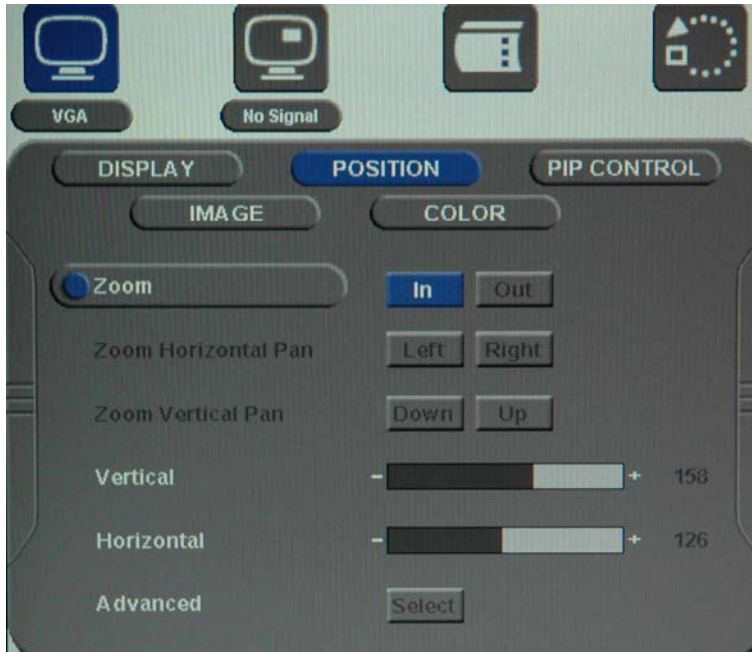 VGA No Signal
DISPLAY POSITION PIP CONTROL
IMAGE COLOR
Zoom In Out
Zoom Horizontal Pan Left Right
Zoom Vertical Pan Down Up
Vertical - + 158
Horizontal - + 126
Advanced Select